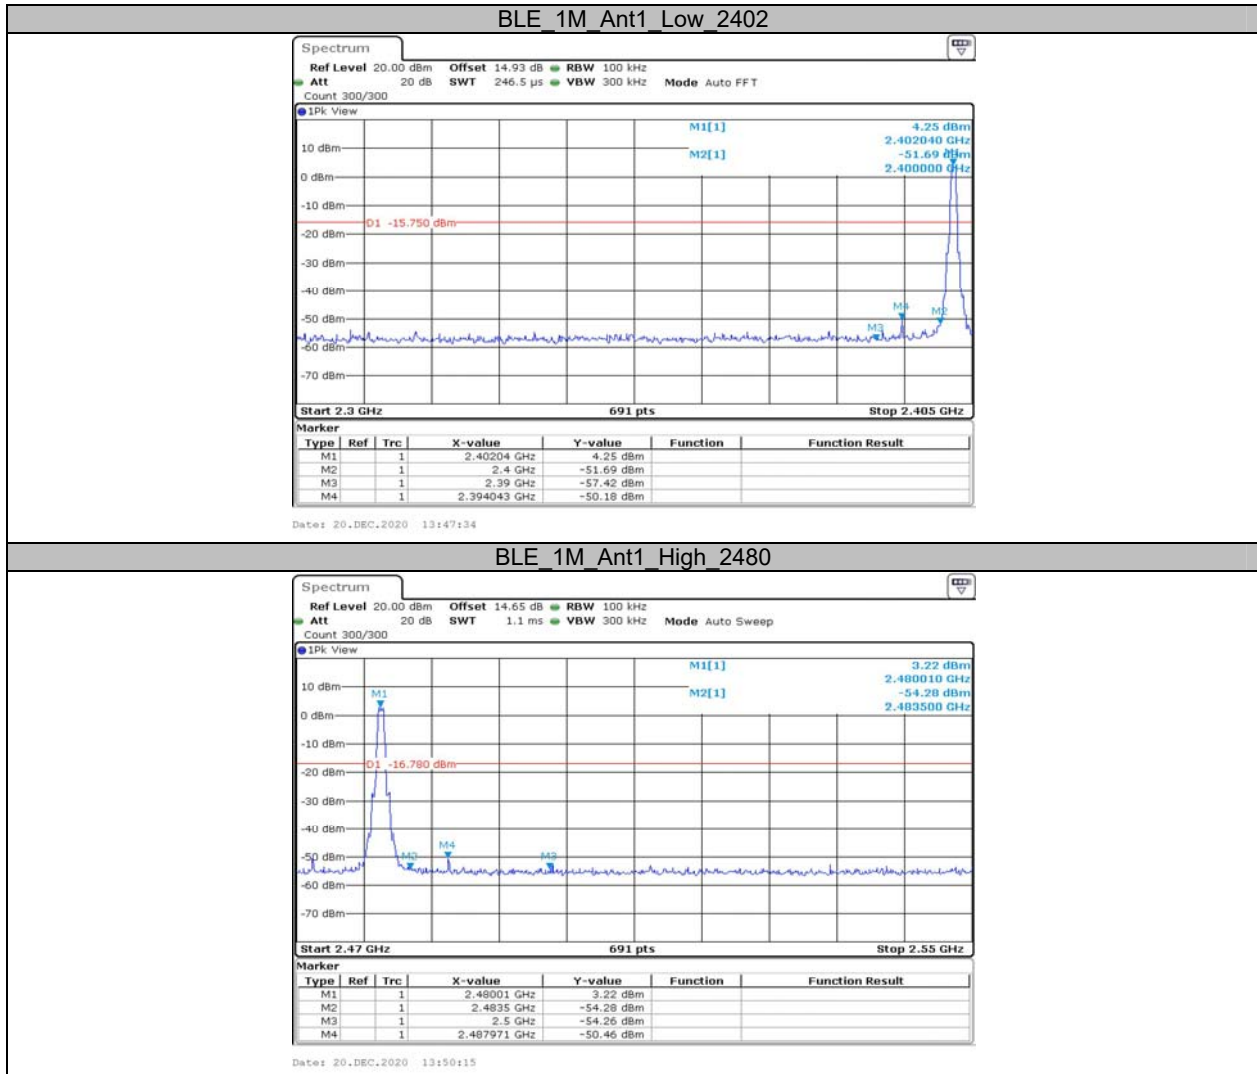 BLE_1M_Ant1_Low_2402
Spectrum
Ref Level 20.00 dBm Offset 14.93 dB RBW 100 kHz
Att 20 dB SWT 246.5 µs VBW 300 kHz Mode Auto FFT
Count 300/300
1Pk View
M1[1] 4.25 dBm
2.402040 GHz
M2[1] -51.69 dBm
2.400000 GHz
M1
10 dBm
0 dBm
-10 dBm
D1 -15.750 dBm
-20 dBm
-30 dBm
-40 dBm
-50 dBm
M4
M2
M3
-60 dBm
-70 dBm
Start 2.3 GHz 691 pts Stop 2.405 GHz
Marker
Type Ref Trc X-value Y-value Function Function Result
M1 1 2.40204 GHz 4.25 dBm
M2 1 2.4 GHz -51.69 dBm
M3 1 2.39 GHz -57.42 dBm
M4 1 2.394043 GHz -50.18 dBm
Date: 20.DEC.2020 13:47:34
BLE_1M_Ant1_High_2480
Spectrum
Ref Level 20.00 dBm Offset 14.65 dB RBW 100 kHz
Att 20 dB SWT 1.1 ms VBW 300 kHz Mode Auto Sweep
Count 300/300
1Pk View
M1[1] 3.22 dBm
2.480010 GHz
M2[1] -54.28 dBm
2.483500 GHz
10 dBm
M1
0 dBm
-10 dBm
D1 -16.780 dBm
-20 dBm
-30 dBm
-40 dBm
M4
-50 dBm
M2
M3
-60 dBm
-70 dBm
Start 2.47 GHz 691 pts Stop 2.55 GHz
Marker
Type Ref Trc X-value Y-value Function Function Result
M1 1 2.48001 GHz 3.22 dBm
M2 1 2.4835 GHz -54.28 dBm
M3 1 2.5 GHz -54.26 dBm
M4 1 2.487971 GHz -50.46 dBm
Date: 20.DEC.2020 13:50:15